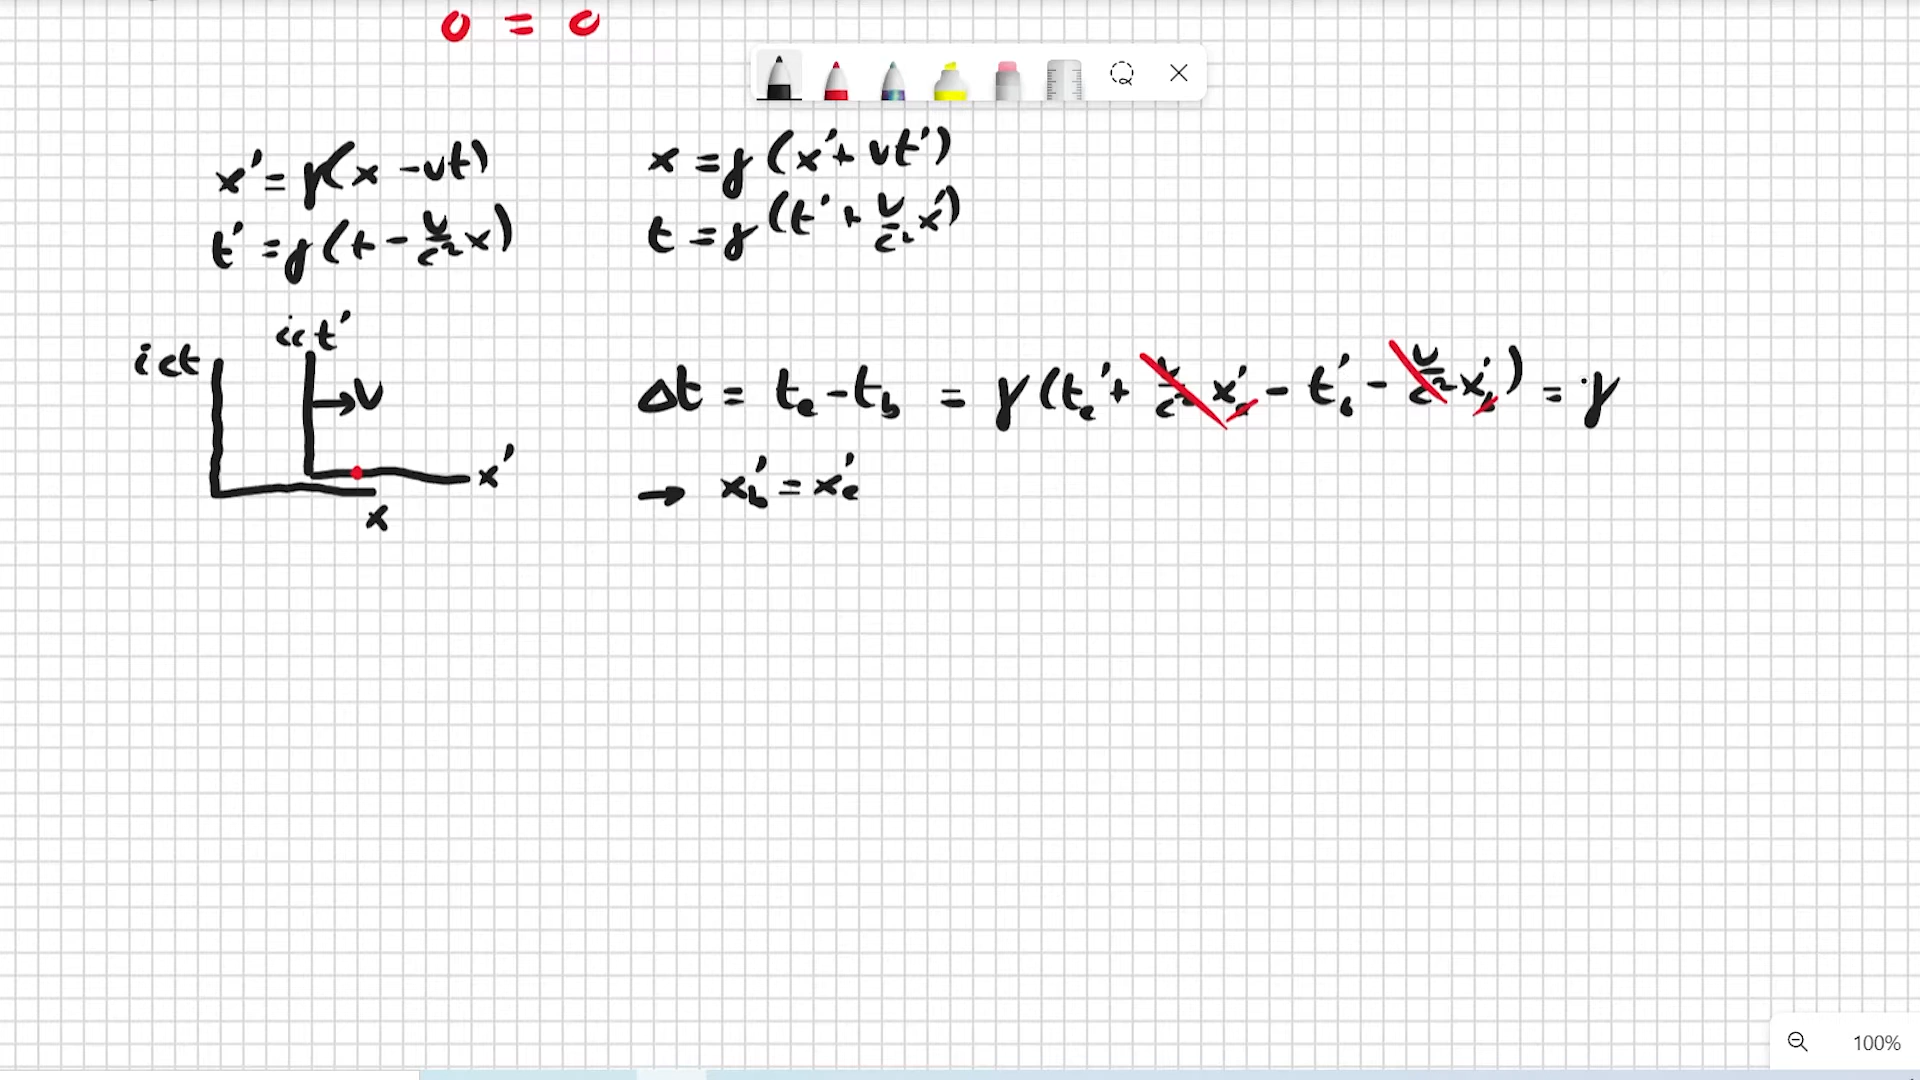 0 = 0
x' = γ(x - vt)
t' = γ(t - v/c² x)
x = γ(x' + vt')
t = γ(t' + v/c² x')
ict
ict'
v
x'
x
Δt = t_e - t_b = γ(t_e' + v/c² x_e' - t_b' - v/c² x_b') = γ
→ x_b' = x_e'
100%